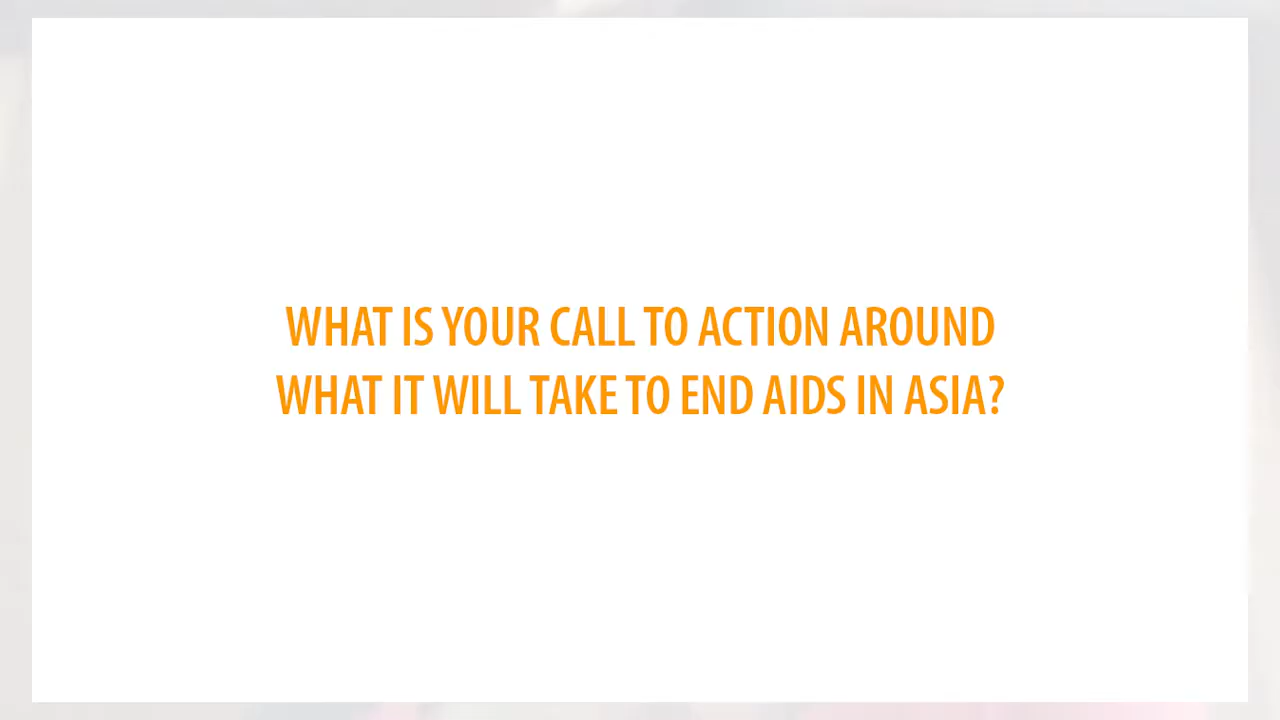 WHAT IS YOUR CALL TO ACTION AROUND
WHAT IT WILL TAKE TO END AIDS IN ASIA?